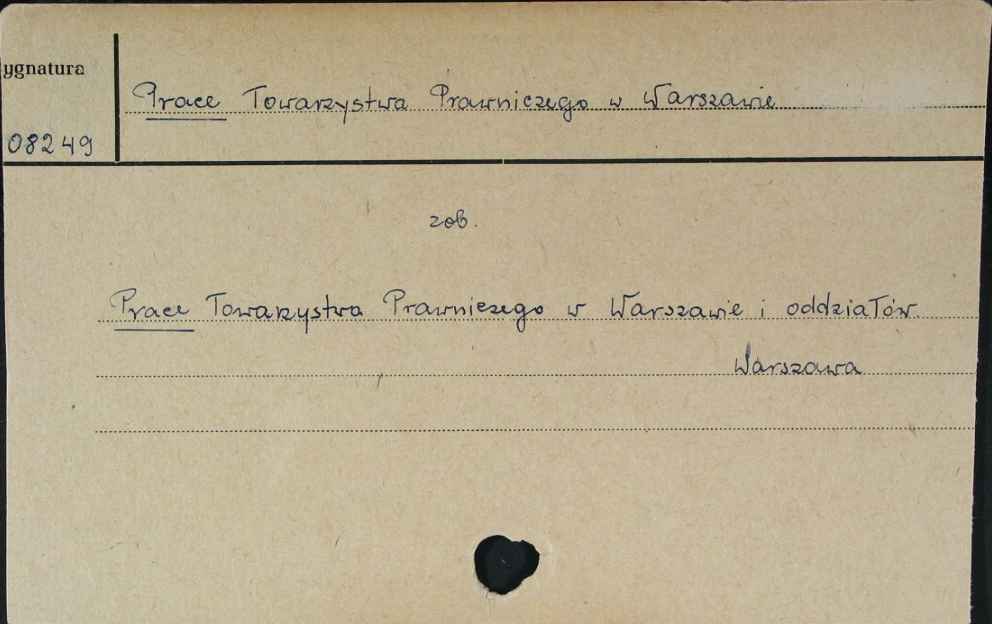 ygnatura
Prace Towarzystwa Prawniczego w Warszawie
08249
zob.
Prace Towarzystwa Prawniczego w Warszawie i oddziałów
Warszawa